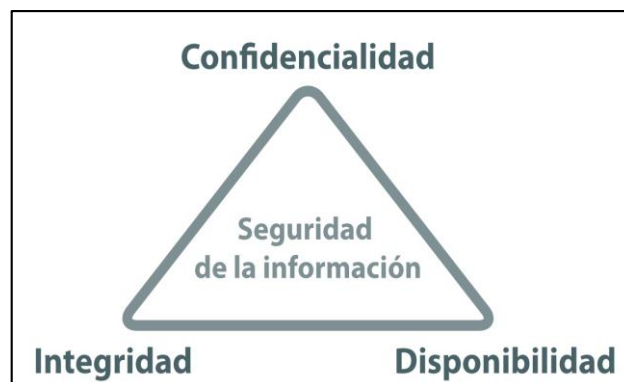 Confidencialidad
Seguridad
de la información
Integridad
Disponibilidad